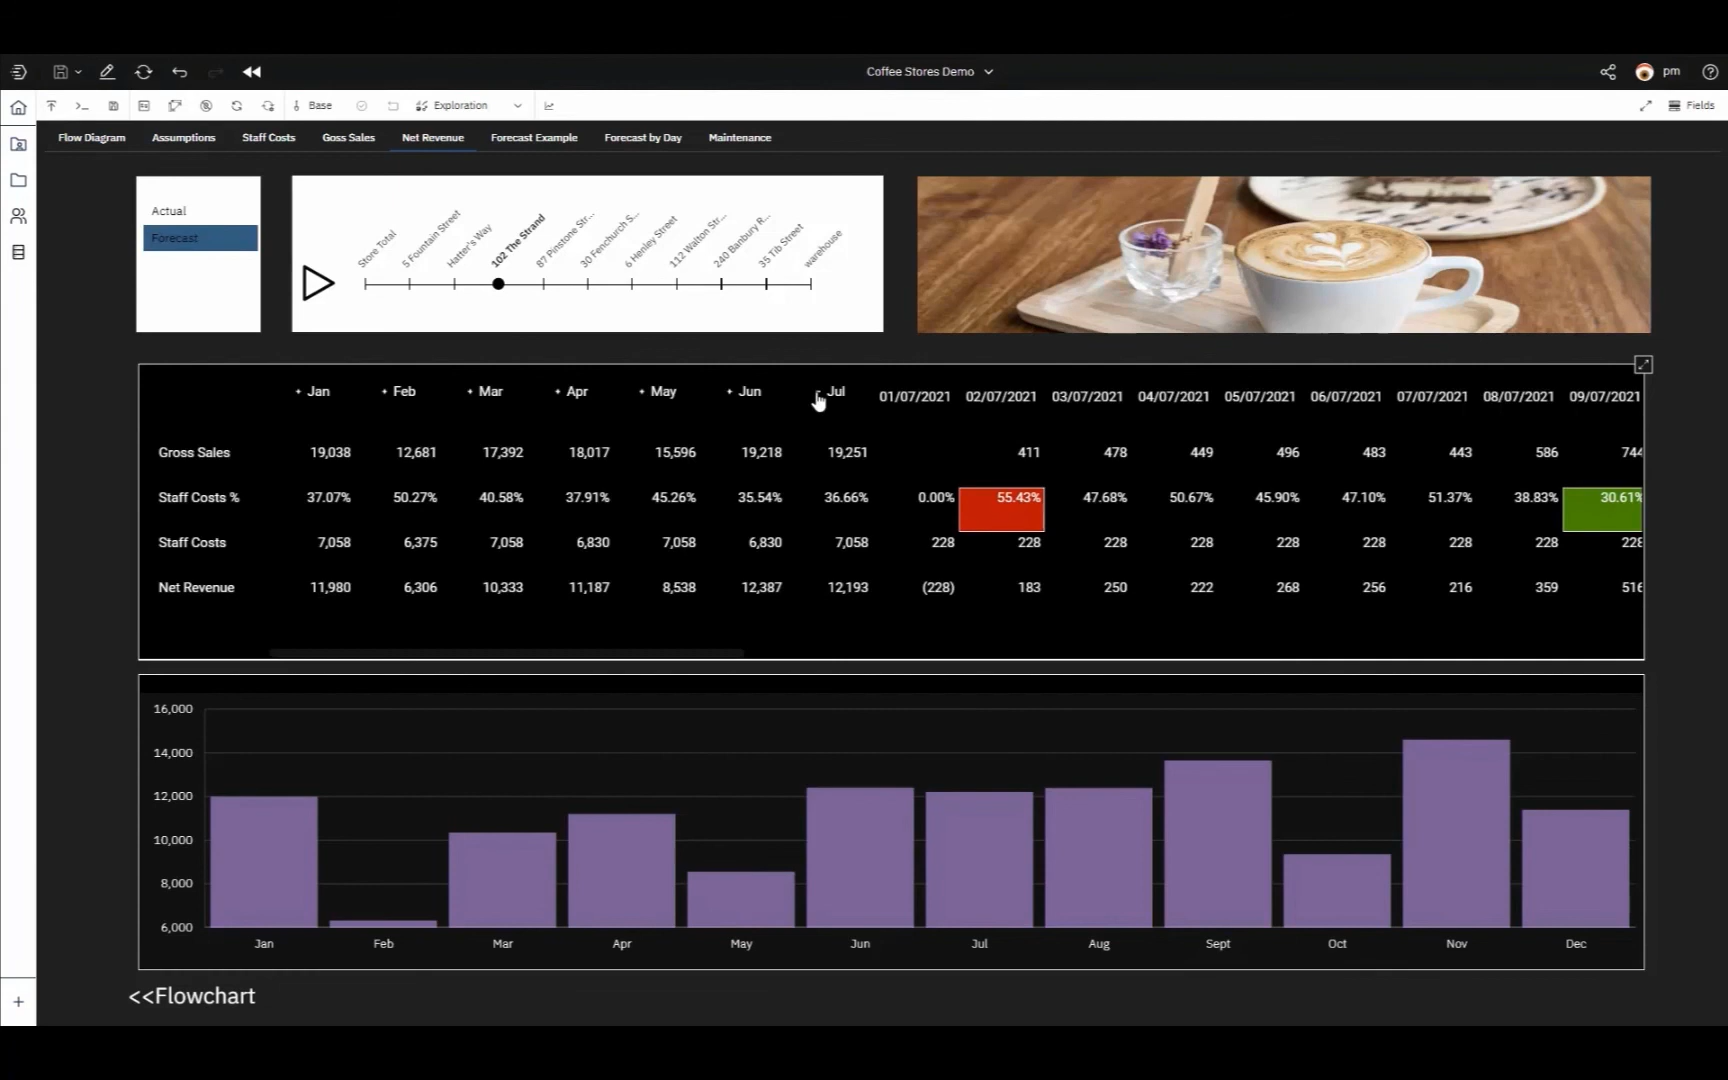 Coffee Stores Demo
pm
Base
Exploration
Fields
Flow Diagram Assumptions Staff Costs Goss Sales Net Revenue Forecast Example Forecast by Day Maintenance
Actual
Forecast
Store Total
5 Fountain Street
Hatter's Way
102 The Strand
87 Pinstone Str...
30 Fenchurch S...
6 Henley Street
112 Walton Str...
240 Banbury R...
35 Tib Street
warehouse
+ Jan + Feb + Mar + Apr + May + Jun - Jul 01/07/2021 02/07/2021 03/07/2021 04/07/2021 05/07/2021 06/07/2021 07/07/2021 08/07/2021 09/07/2021
Gross Sales 19,038 12,681 17,392 18,017 15,596 19,218 19,251 411 478 449 496 483 443 586 744
Staff Costs % 37.07% 50.27% 40.58% 37.91% 45.26% 35.54% 36.66% 0.00% 55.43% 47.68% 50.67% 45.90% 47.10% 51.37% 38.83% 30.61%
Staff Costs 7,058 6,375 7,058 6,830 7,058 6,830 7,058 228 228 228 228 228 228 228 228 228
Net Revenue 11,980 6,306 10,333 11,187 8,538 12,387 12,193 (228) 183 250 222 268 256 216 359 516
16,000
14,000
12,000
10,000
8,000
6,000
Jan Feb Mar Apr May Jun Jul Aug Sept Oct Nov Dec
<<Flowchart